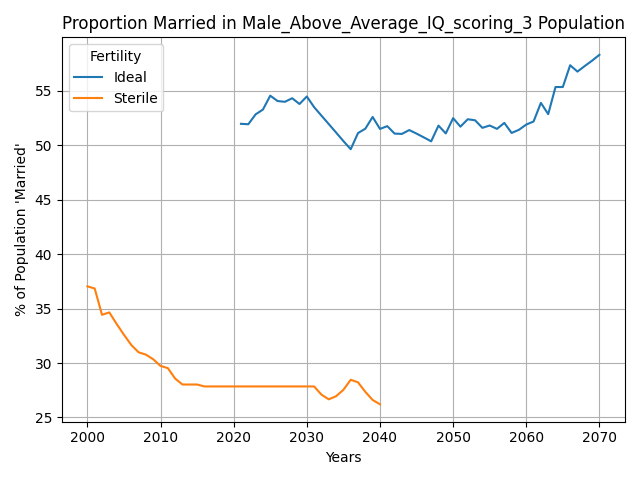 Proportion Married in Male_Above_Average_IQ_scoring_3 Population
Fertility
Ideal
Sterile
% of Population 'Married'
55
50
45
40
35
30
25
2000 2010 2020 2030 2040 2050 2060 2070
Years